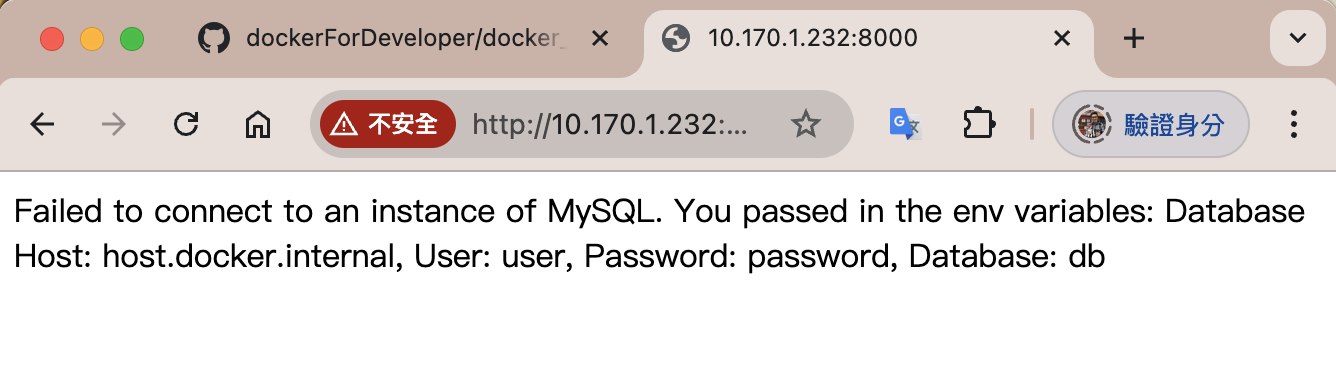 dockerForDeveloper/docker_
10.170.1.232:8000
不安全
http://10.170.1.232:...
驗證身分
Failed to connect to an instance of MySQL. You passed in the env variables: Database
Host: host.docker.internal, User: user, Password: password, Database: db